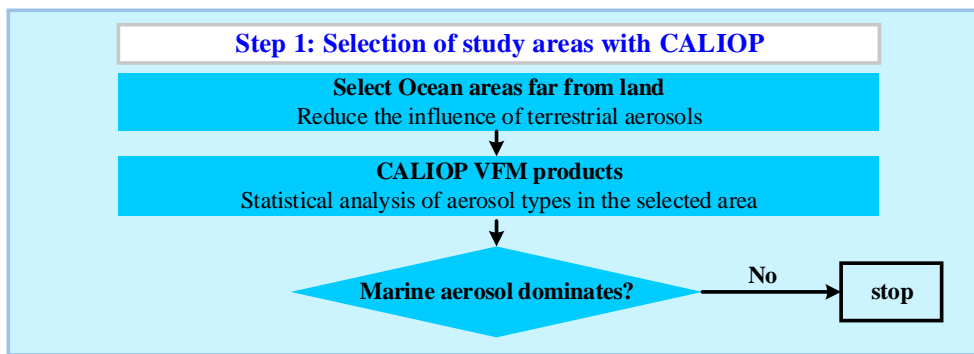 Step 1: Selection of study areas with CALIOP
Select Ocean areas far from land
Reduce the influence of terrestrial aerosols
CALIOP VFM products
Statistical analysis of aerosol types in the selected area
Marine aerosol dominates?
No
stop